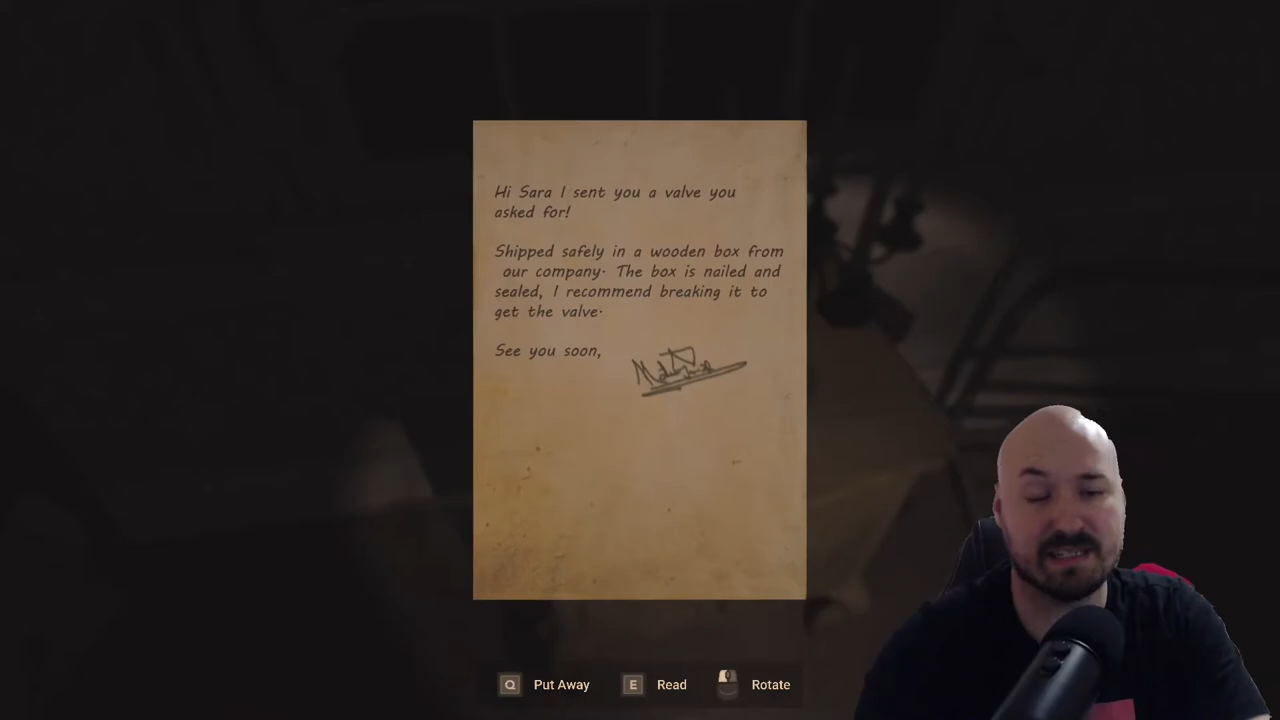 Hi Sara I sent you a valve you
asked for!
Shipped safely in a wooden box from
our company. The box is nailed and
sealed, I recommend breaking it to
get the valve.
See you soon,
Q Put Away E Read Rotate